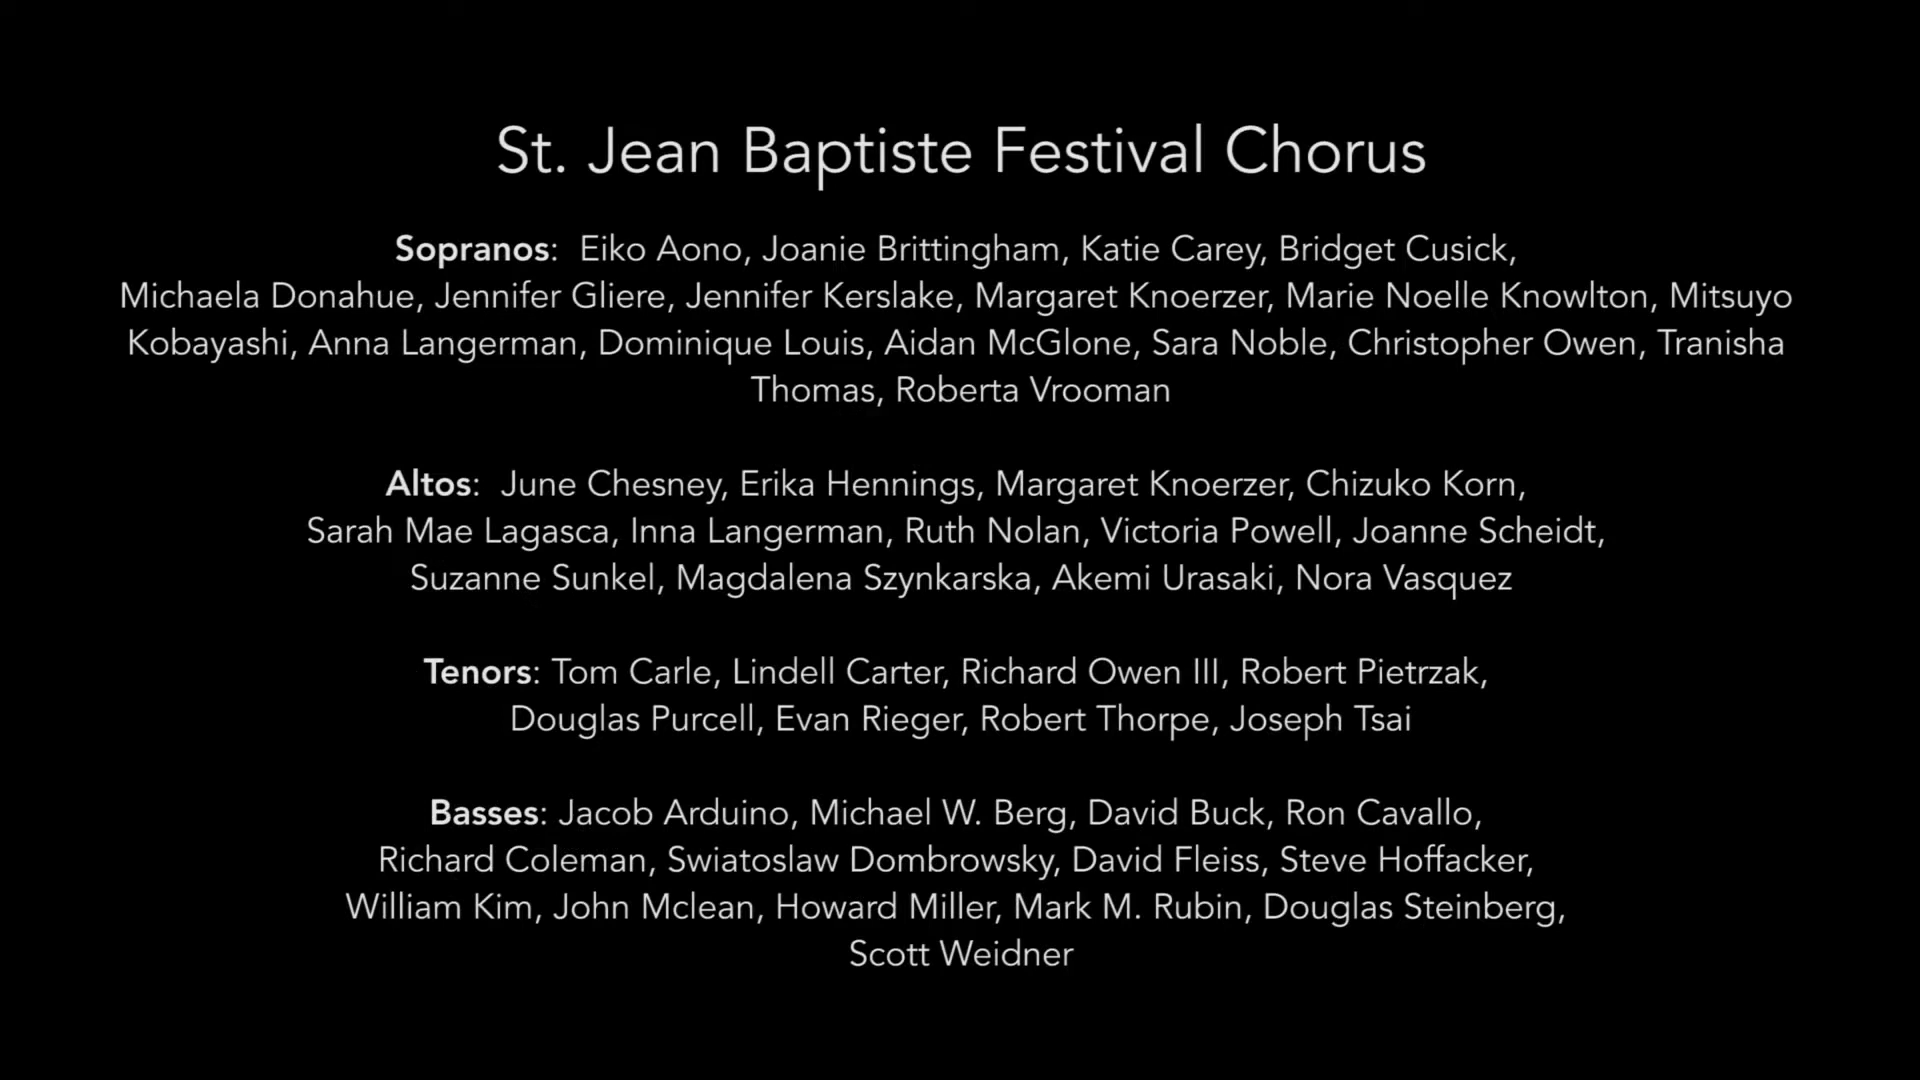 St. Jean Baptiste Festival Chorus
Sopranos: Eiko Aono, Joanie Brittingham, Katie Carey, Bridget Cusick,
Michaela Donahue, Jennifer Gliere, Jennifer Kerslake, Margaret Knoerzer, Marie Noelle Knowlton, Mitsuyo
Kobayashi, Anna Langerman, Dominique Louis, Aidan McGlone, Sara Noble, Christopher Owen, Tranisha
Thomas, Roberta Vrooman
Altos: June Chesney, Erika Hennings, Margaret Knoerzer, Chizuko Korn,
Sarah Mae Lagasca, Inna Langerman, Ruth Nolan, Victoria Powell, Joanne Scheidt,
Suzanne Sunkel, Magdalena Szynkarska, Akemi Urasaki, Nora Vasquez
Tenors: Tom Carle, Lindell Carter, Richard Owen III, Robert Pietrzak,
Douglas Purcell, Evan Rieger, Robert Thorpe, Joseph Tsai
Basses: Jacob Arduino, Michael W. Berg, David Buck, Ron Cavallo,
Richard Coleman, Swiatoslaw Dombrowsky, David Fleiss, Steve Hoffacker,
William Kim, John Mclean, Howard Miller, Mark M. Rubin, Douglas Steinberg,
Scott Weidner